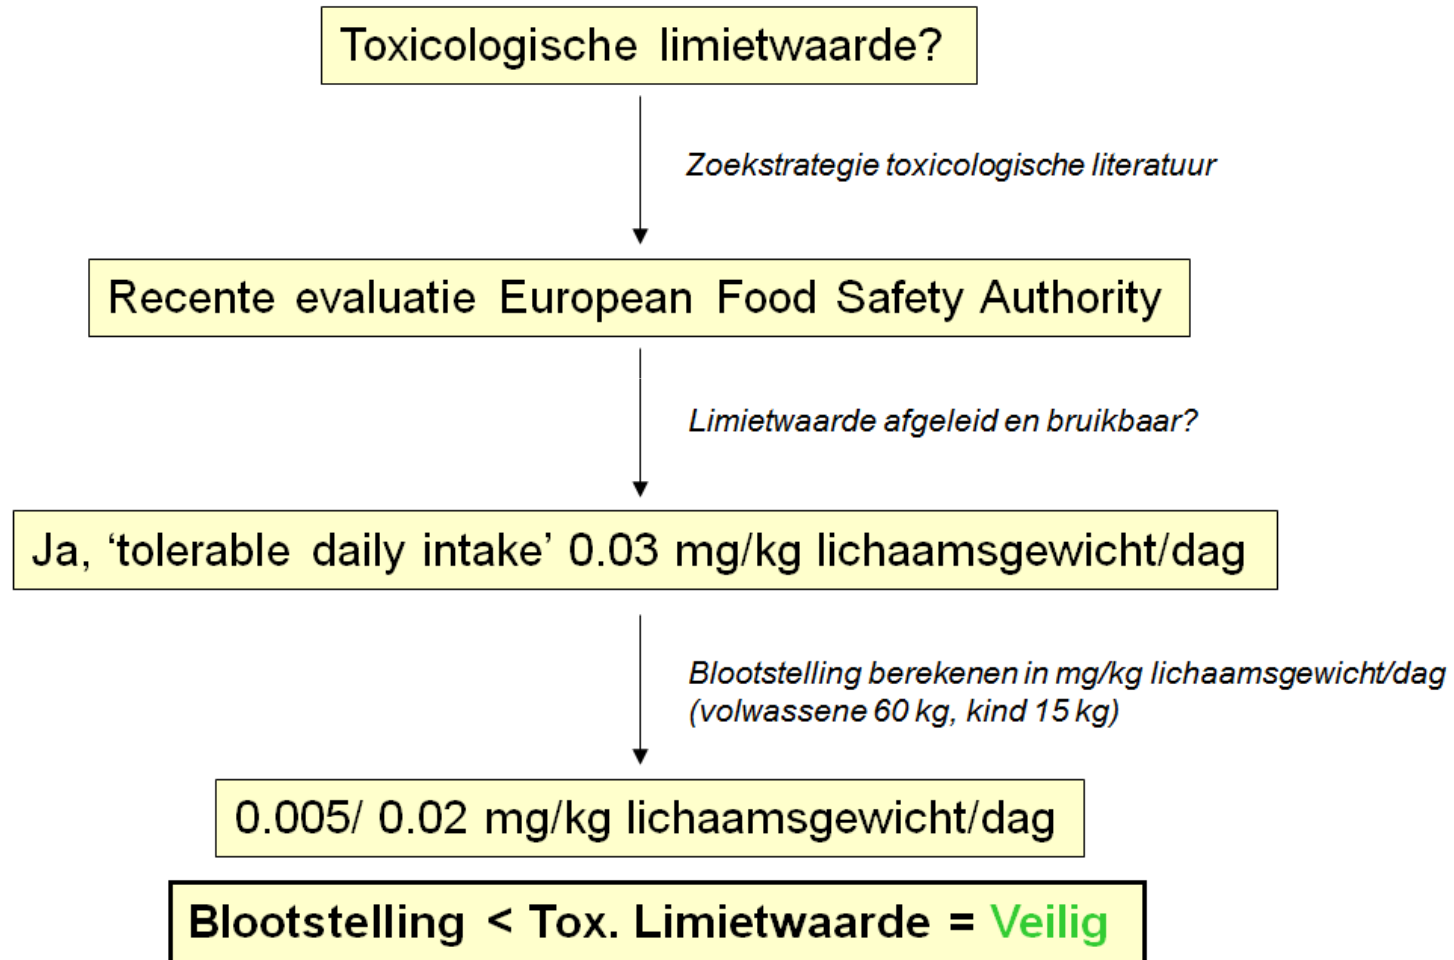 Toxicologische limietwaarde?
Zoekstrategie toxicologische literatuur
Recente evaluatie European Food Safety Authority
Limietwaarde afgeleid en bruikbaar?
Ja, ‘tolerable daily intake’ 0.03 mg/kg lichaamsgewicht/dag
Blootstelling berekenen in mg/kg lichaamsgewicht/dag
(volwassene 60 kg, kind 15 kg)
0.005/ 0.02 mg/kg lichaamsgewicht/dag
Blootstelling < Tox. Limietwaarde = Veilig